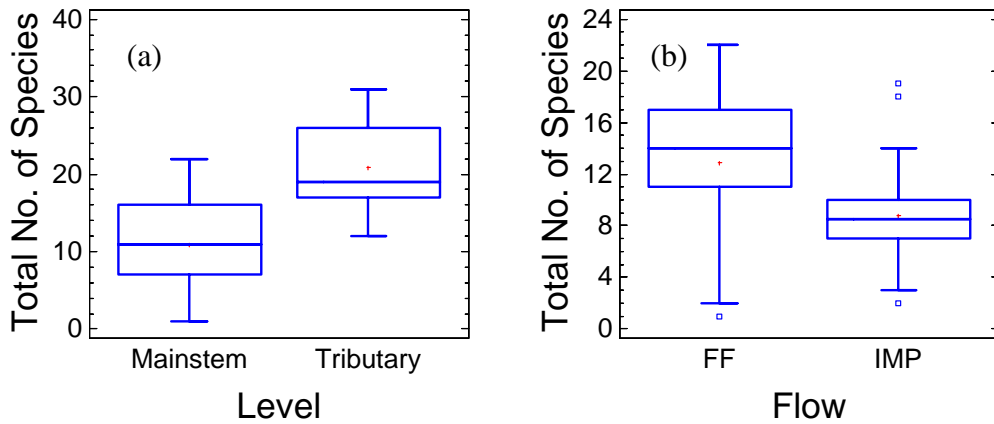 (a)
Total No. of Species
40
30
20
10
0
Mainstem
Tributary
Level
(b)
Total No. of Species
24
20
16
12
8
4
0
FF
IMP
Flow